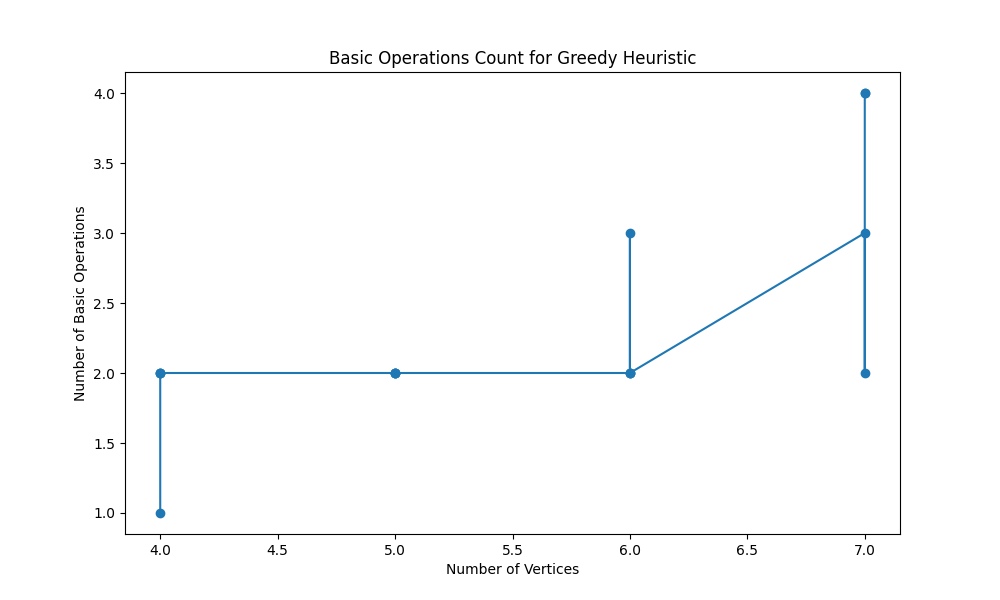 Basic Operations Count for Greedy Heuristic
Number of Basic Operations
4.0
3.5
3.0
2.5
2.0
1.5
1.0
4.0 4.5 5.0 5.5 6.0 6.5 7.0
Number of Vertices